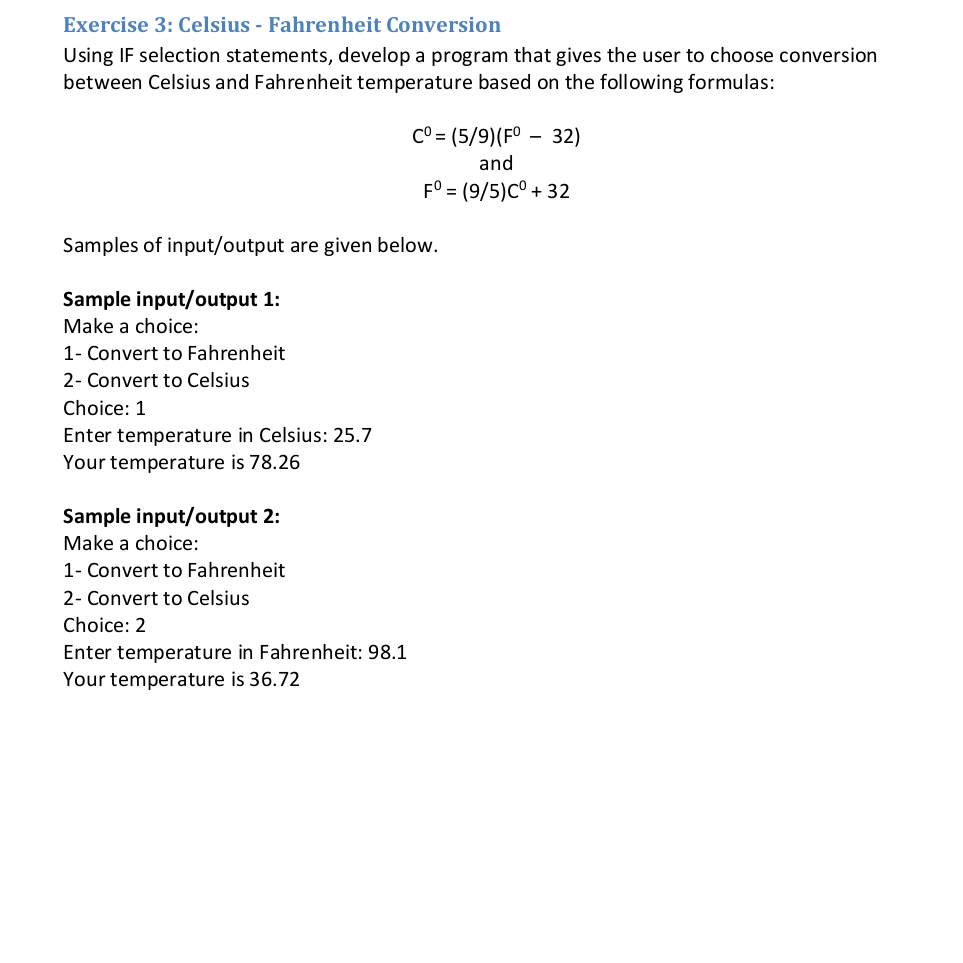 Exercise 3: Celsius - Fahrenheit Conversion
Using IF selection statements, develop a program that gives the user to choose conversion
between Celsius and Fahrenheit temperature based on the following formulas:
C⁰ = (5/9)(F⁰ – 32)
and
F⁰ = (9/5)C⁰ + 32
Samples of input/output are given below.
Sample input/output 1:
Make a choice:
1- Convert to Fahrenheit
2- Convert to Celsius
Choice: 1
Enter temperature in Celsius: 25.7
Your temperature is 78.26
Sample input/output 2:
Make a choice:
1- Convert to Fahrenheit
2- Convert to Celsius
Choice: 2
Enter temperature in Fahrenheit: 98.1
Your temperature is 36.72